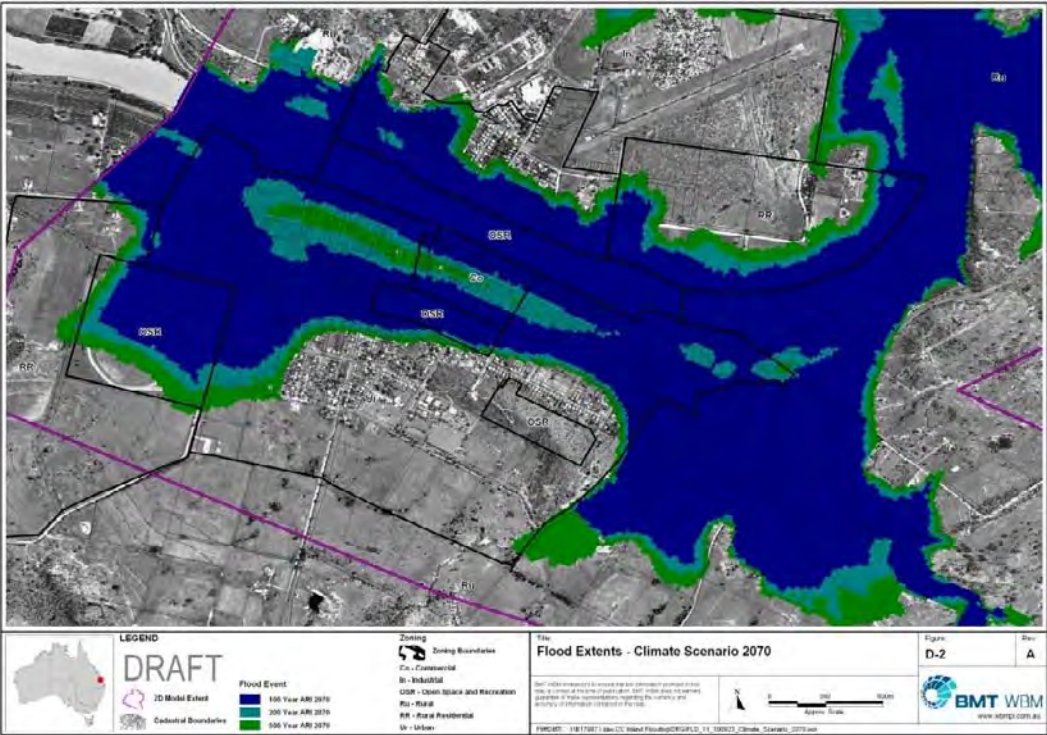 Ru
In
Ru
RR
OSR
Co
OSR
OSR
RR
OSR
Ru
LEGEND
DRAFT
2D Model Extent
Cadastral Boundaries
Flood Event
100 Year ARI 2070
200 Year ARI 2070
500 Year ARI 2070
Zoning
Zoning Boundaries
Co - Commercial
In - Industrial
OSR - Open Space and Recreation
Ru - Rural
RR - Rural Residential
Ur - Urban
Title
Flood Extents - Climate Scenario 2070
N
Approx. Scale
Figure
D-2
Rev
A
BMT WBM
www.wbmpl.com.au